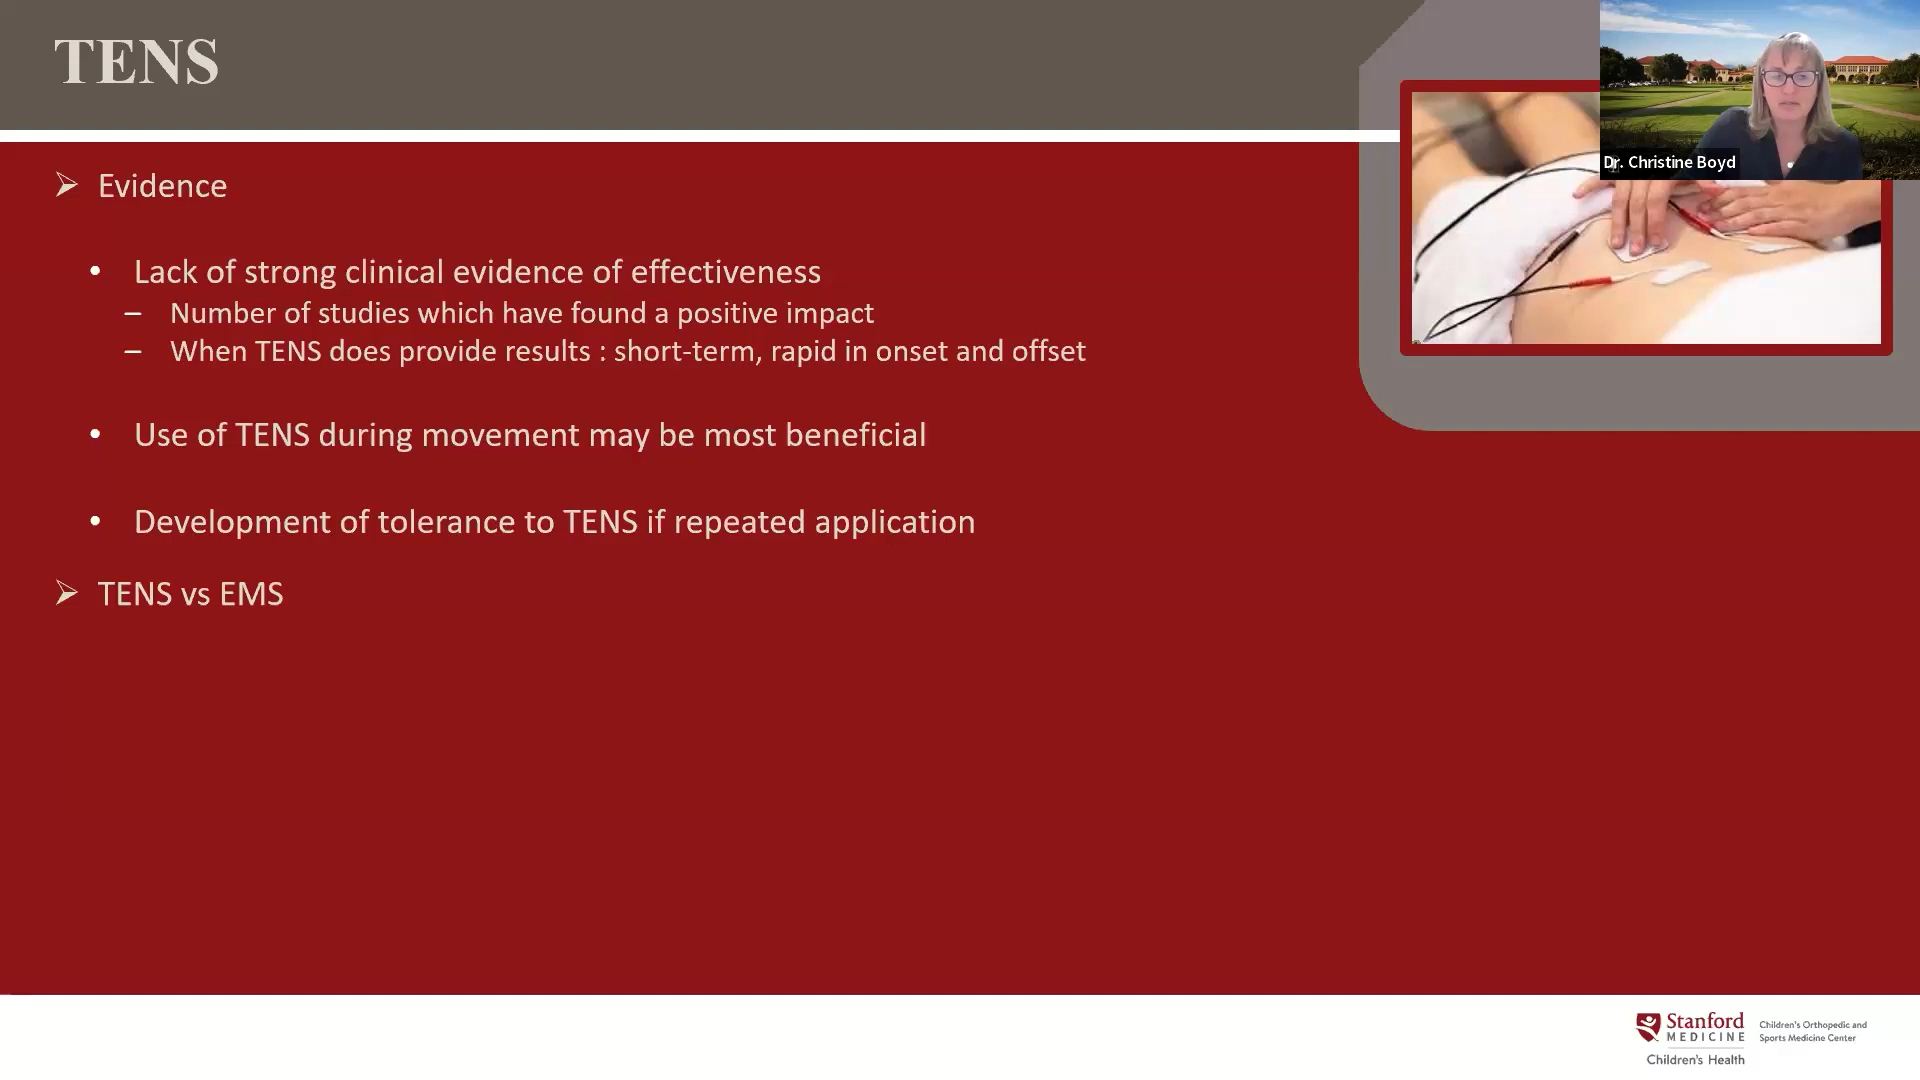 TENS
Dr. Christine Boyd
➢ Evidence
• Lack of strong clinical evidence of effectiveness
– Number of studies which have found a positive impact
– When TENS does provide results : short-term, rapid in onset and offset
• Use of TENS during movement may be most beneficial
• Development of tolerance to TENS if repeated application
➢ TENS vs EMS
Stanford
MEDICINE
Children's Health
Children's Orthopedic and
Sports Medicine Center